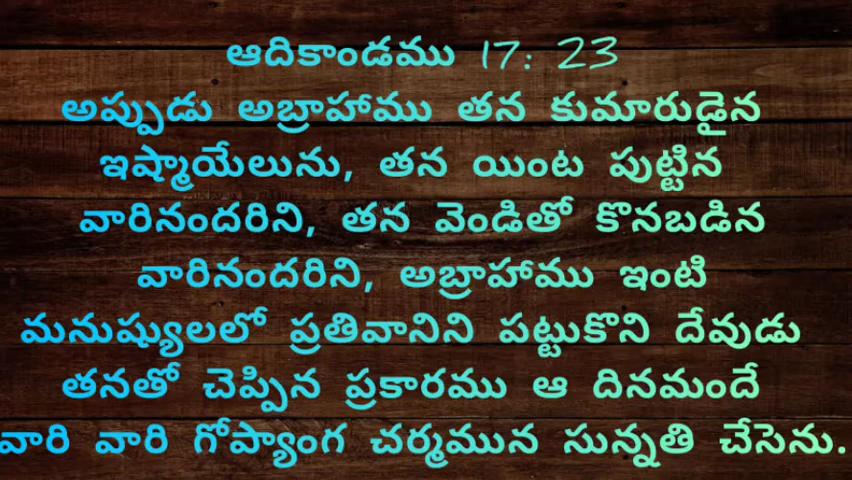 ఆదికాండము 17: 23
అప్పుడు అబ్రాహాము తన కుమారుడైన
ఇష్మాయేలును, తన యింట పుట్టిన
వారినందరిని, తన వెండితో కొనబడిన
వారినందరిని, అబ్రాహాము ఇంటి
మనుష్యులలో ప్రతివానిని పట్టుకొని దేవుడు
తనతో చెప్పిన ప్రకారము ఆ దినమందే
వారి వారి గోప్యాంగ చర్మమున సున్నతి చేసెను.